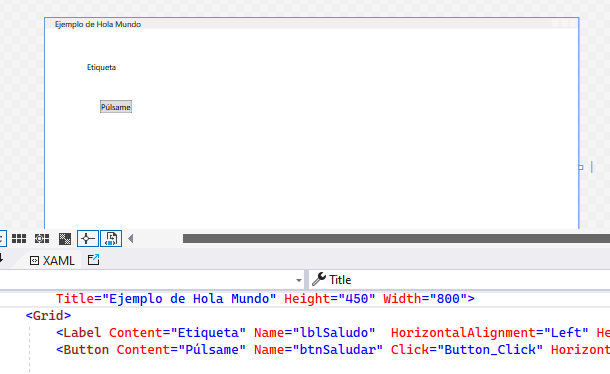 Ejemplo de Hola Mundo
Etiqueta
Púlsame
XAML
Title
Title="Ejemplo de Hola Mundo" Height="450" Width="800">
<Grid>
<Label Content="Etiqueta" Name="lblSaludo"  HorizontalAlignment="Left" He
<Button Content="Púlsame" Name="btnSaludar" Click="Button_Click" Horizont